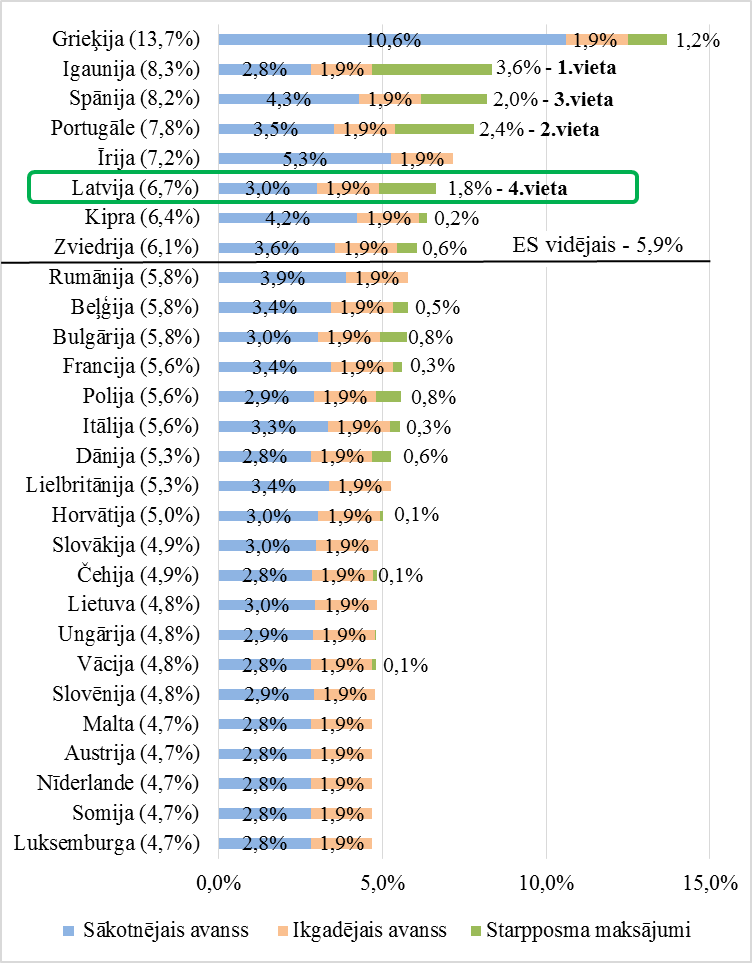 Grieķija (13,7%) 10,6% 1,9% 1,2%
Igaunija (8,3%) 2,8% 1,9% 3,6% - 1.vieta
Spānija (8,2%) 4,3% 1,9% 2,0% - 3.vieta
Portugāle (7,8%) 3,5% 1,9% 2,4% - 2.vieta
Īrija (7,2%) 5,3% 1,9%
Latvija (6,7%) 3,0% 1,9% 1,8% - 4.vieta
Kipra (6,4%) 4,2% 1,9% 0,2%
Zviedrija (6,1%) 3,6% 1,9% 0,6% ES vidējais - 5,9%
Rumānija (5,8%) 3,9% 1,9%
Beļģija (5,8%) 3,4% 1,9% 0,5%
Bulgārija (5,8%) 3,0% 1,9% 0,8%
Francija (5,6%) 3,4% 1,9% 0,3%
Polija (5,6%) 2,9% 1,9% 0,8%
Itālija (5,6%) 3,3% 1,9% 0,3%
Dānija (5,3%) 2,8% 1,9% 0,6%
Lielbritānija (5,3%) 3,4% 1,9%
Horvātija (5,0%) 3,0% 1,9% 0,1%
Slovākija (4,9%) 3,0% 1,9%
Čehija (4,9%) 2,8% 1,9% 0,1%
Lietuva (4,8%) 3,0% 1,9%
Ungārija (4,8%) 2,9% 1,9%
Vācija (4,8%) 2,8% 1,9% 0,1%
Slovēnija (4,8%) 2,9% 1,9%
Malta (4,7%) 2,8% 1,9%
Austrija (4,7%) 2,8% 1,9%
Nīderlande (4,7%) 2,8% 1,9%
Somija (4,7%) 2,8% 1,9%
Luksemburga (4,7%) 2,8% 1,9%
0,0% 5,0% 10,0% 15,0%
Sākotnējais avanss Ikgadējais avanss Starpposma maksājumi